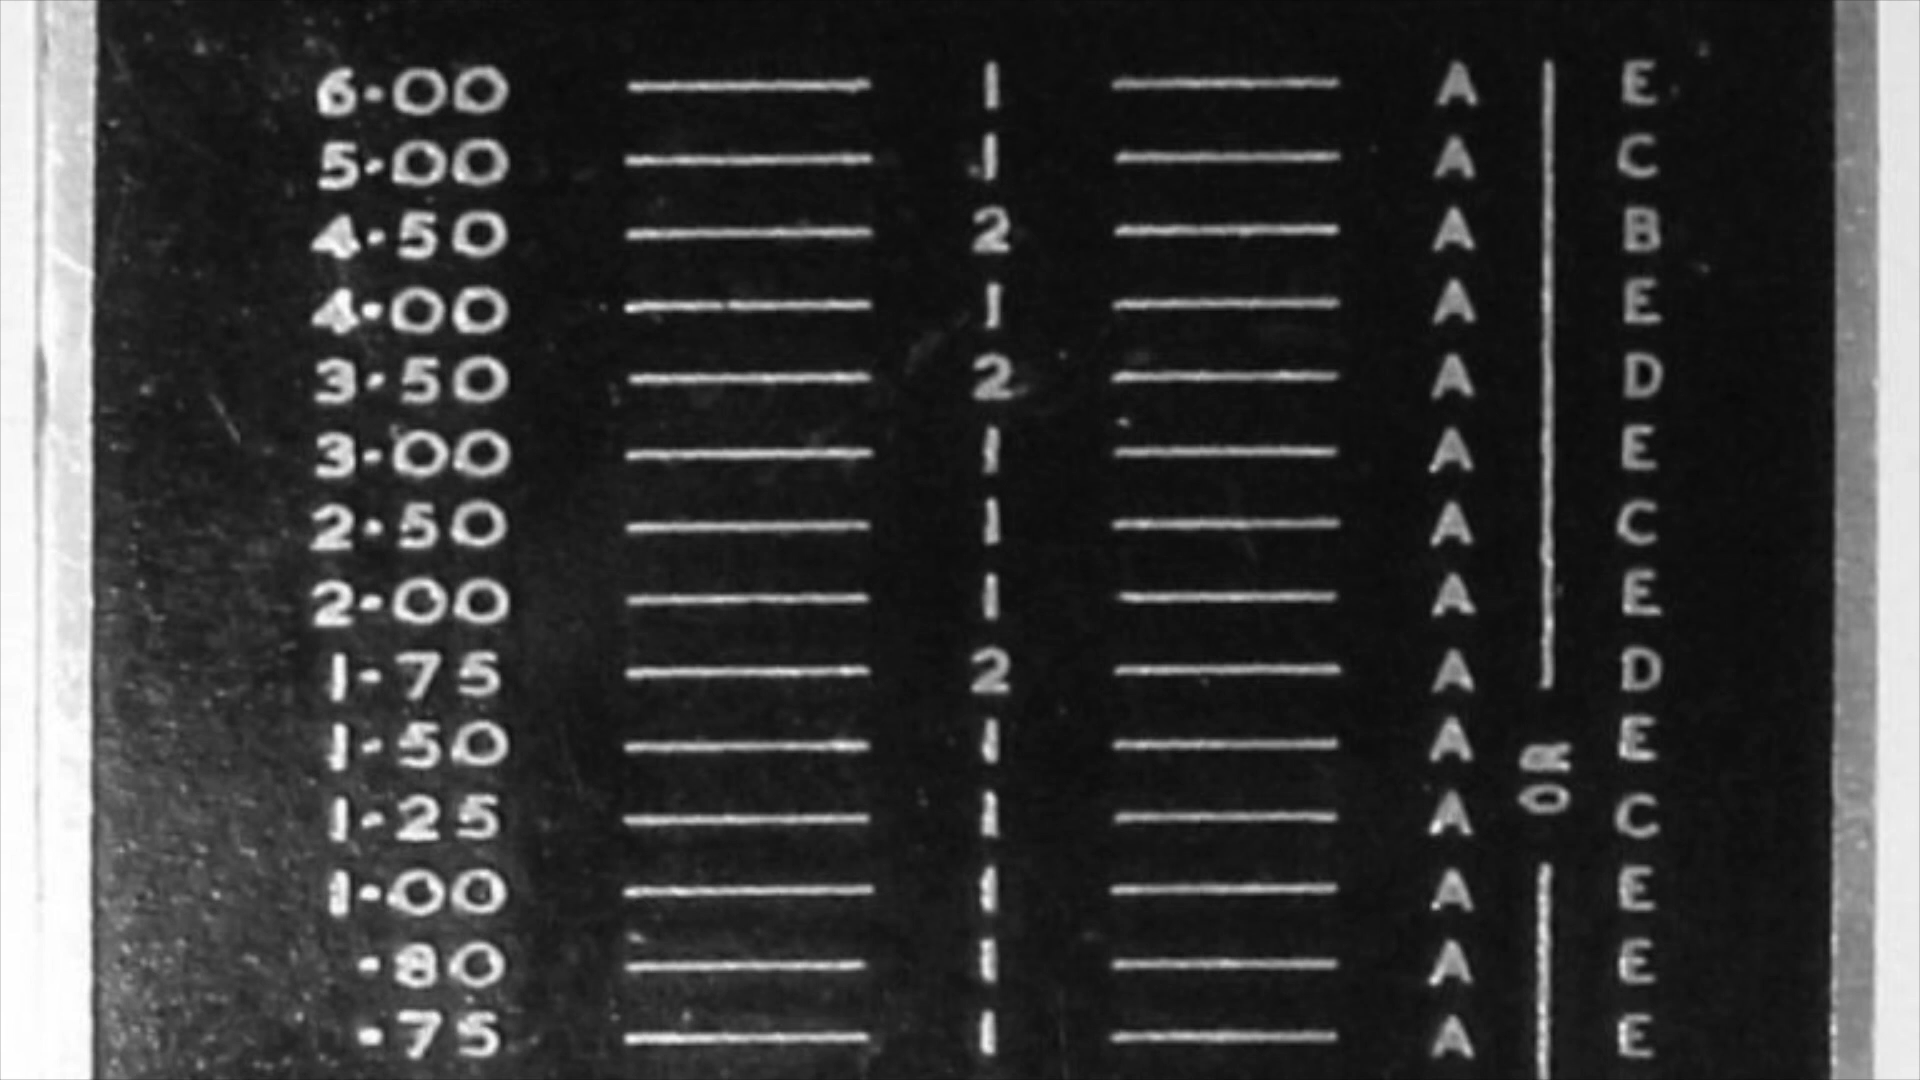 6·00 1 A E
5·00 1 A C
4·50 2 A B
4·00 1 A E
3·50 2 A D
3·00 1 A E
2·50 1 A C
2·00 1 A E
1·75 2 A D
1·50 1 A E
1·25 1 A C
1·00 1 A E
·80 1 A E
·75 1 A E
OR